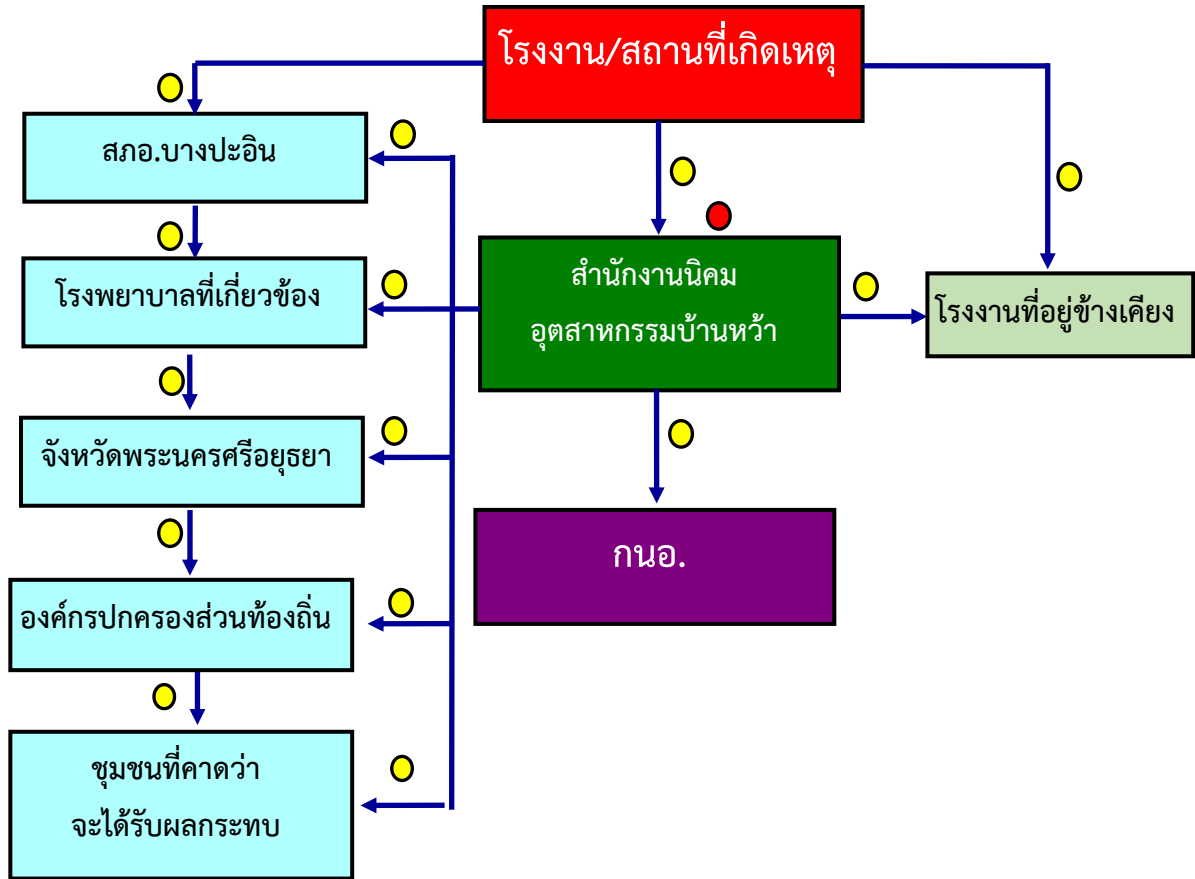 โรงงาน/สถานที่เกิดเหตุ
สภอ.บางปะอิน
โรงพยาบาลที่เกี่ยวข้อง
สำนักงานนิคม
อุตสาหกรรมบ้านหว้า
โรงงานที่อยู่ข้างเคียง
จังหวัดพระนครศรีอยุธยา
กนอ.
องค์กรปกครองส่วนท้องถิ่น
ชุมชนที่คาดว่า
จะได้รับผลกระทบ